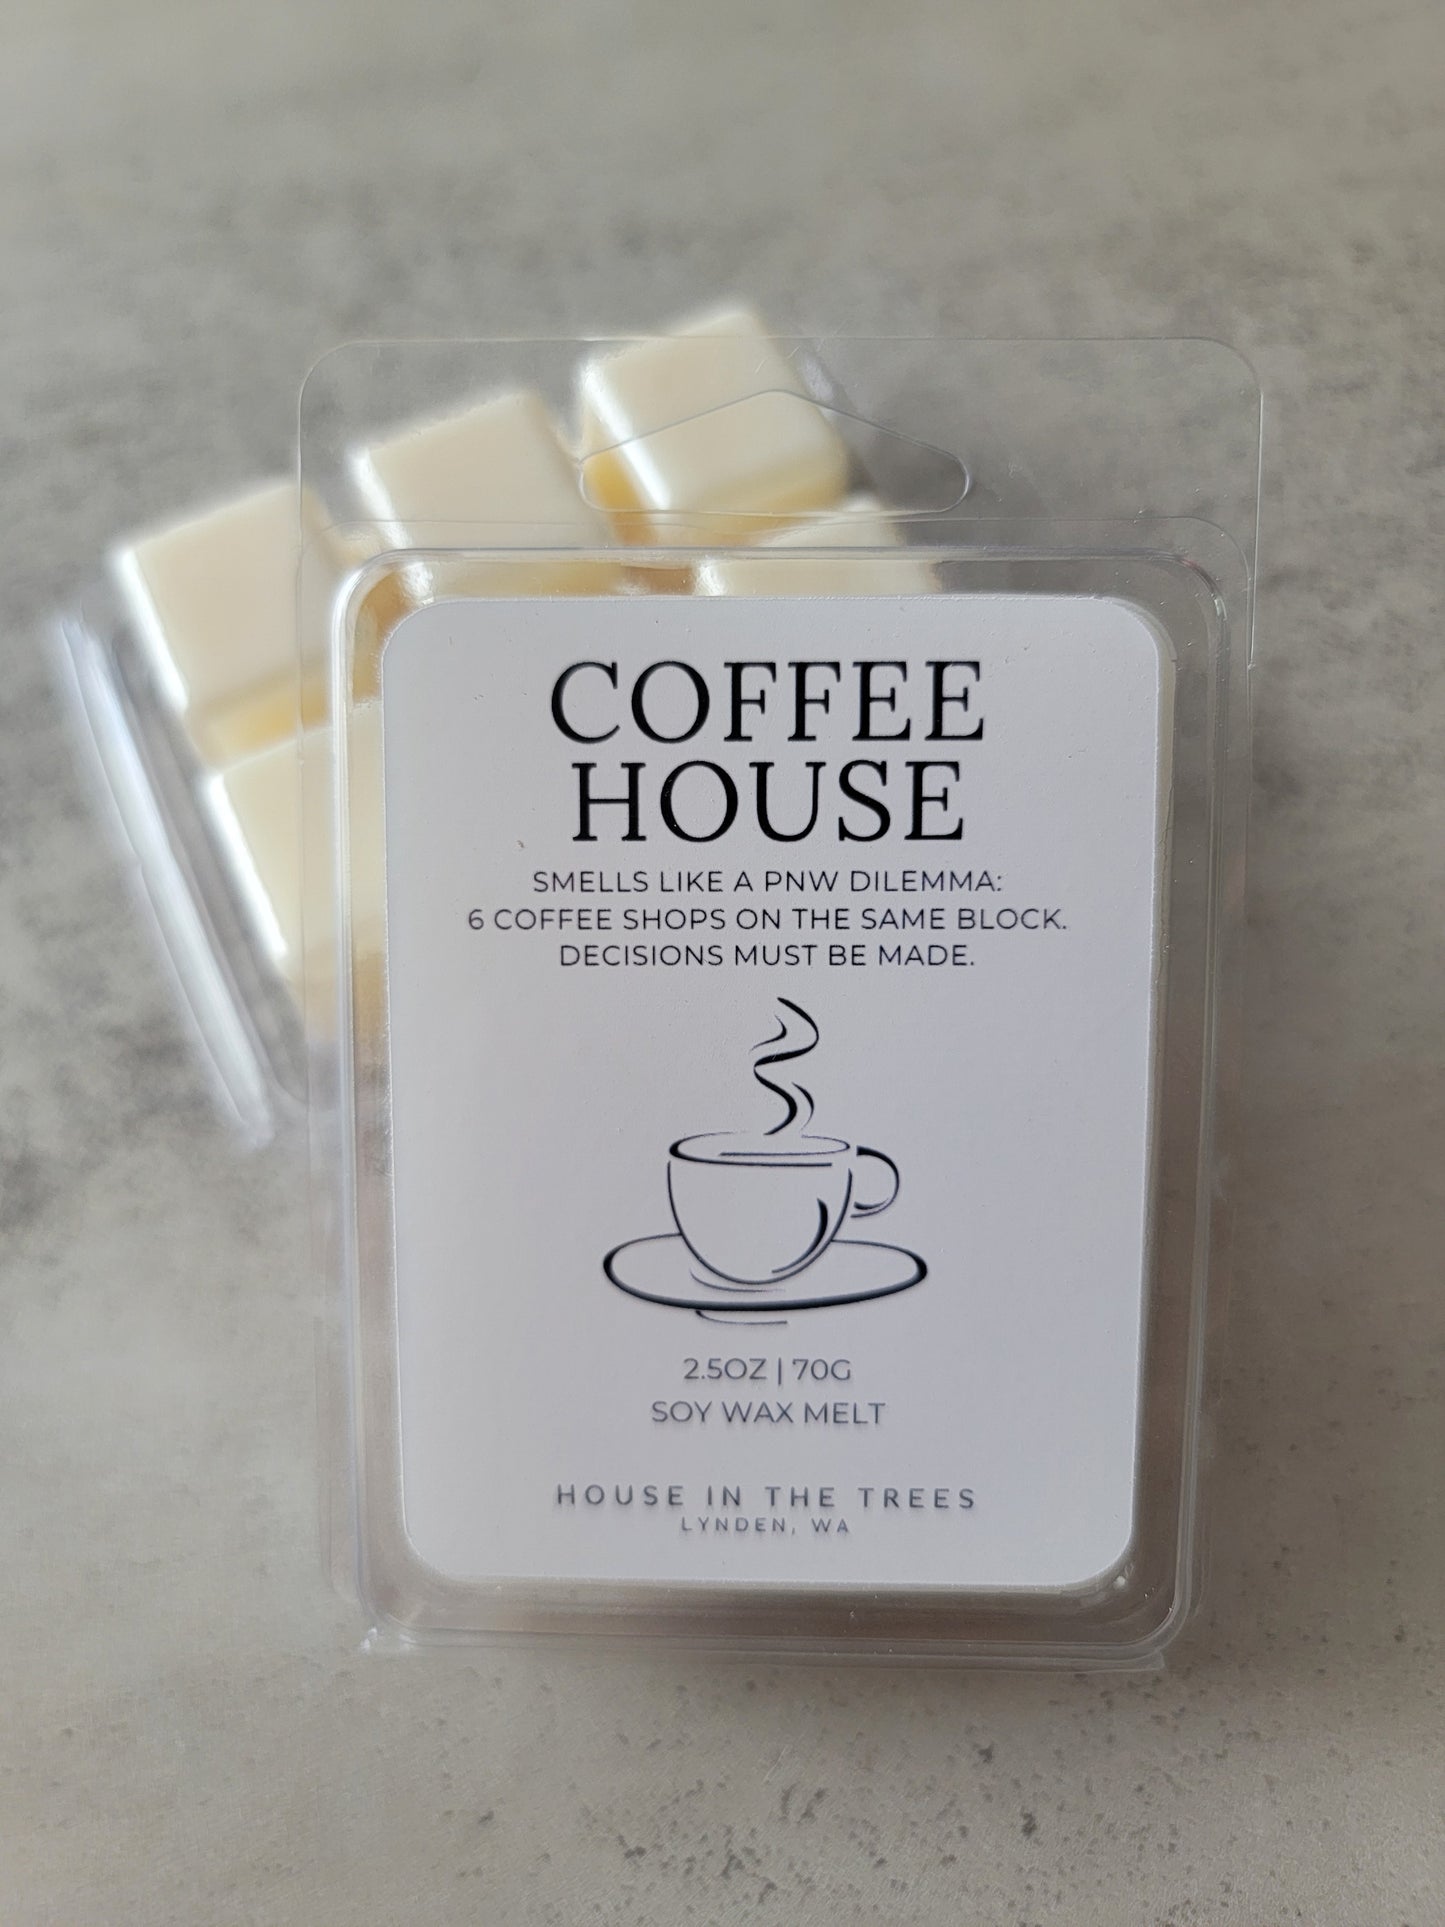 COFFEE
HOUSE
SMELLS LIKE A PNW DILEMMA:
6 COFFEE SHOPS ON THE SAME BLOCK.
DECISIONS MUST BE MADE.
2.5OZ | 70G
SOY WAX MELT
HOUSE IN THE TREES
LYNDEN, WA